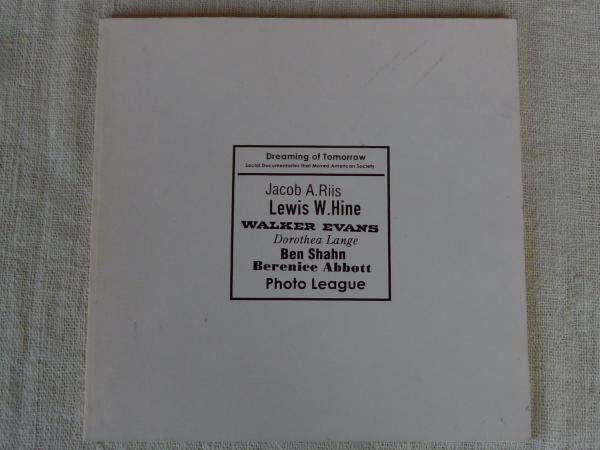 Dreaming of Tomorrow
Social Documentaries That Moved American Society
Jacob A.Riis
Lewis W.Hine
WALKER EVANS
Dorothea Lange
Ben Shahn
Berenice Abbott
Photo League